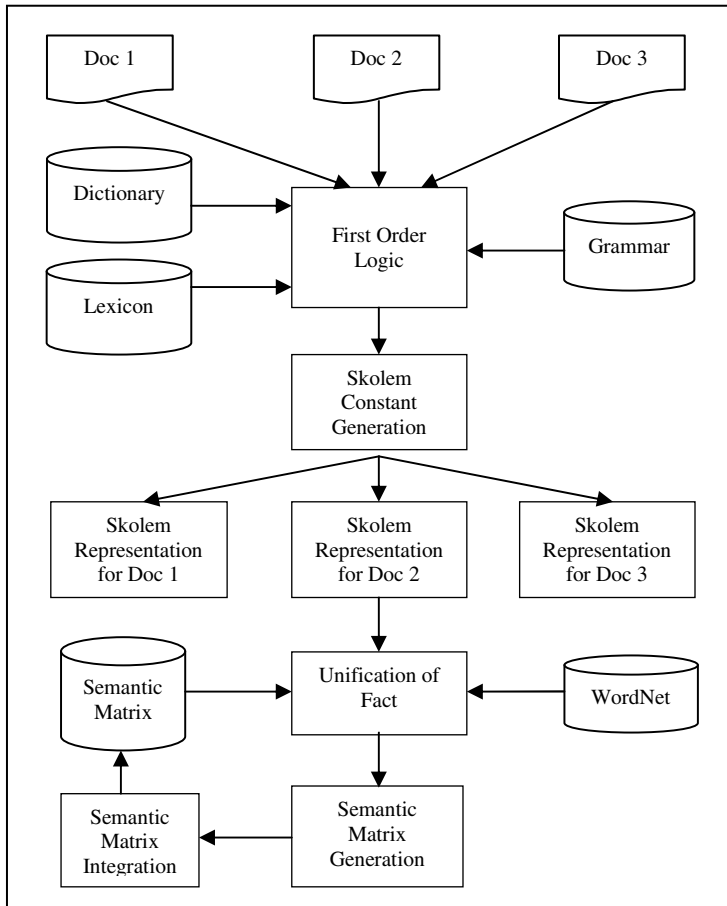 Doc 1
Doc 2
Doc 3
Dictionary
Lexicon
First Order
Logic
Grammar
Skolem
Constant
Generation
Skolem
Representation
for Doc 1
Skolem
Representation
for Doc 2
Skolem
Representation
for Doc 3
Semantic
Matrix
Unification of
Fact
WordNet
Semantic
Matrix
Integration
Semantic
Matrix
Generation